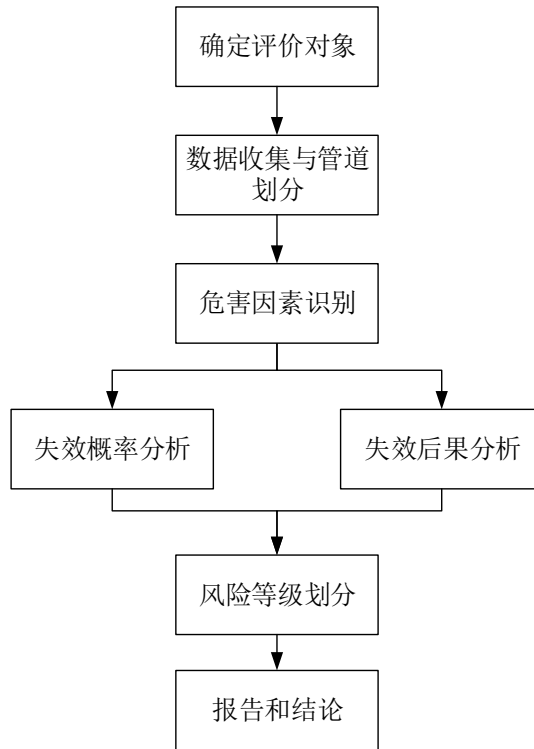 确定评价对象
数据收集与管道
划分
危害因素识别
失效概率分析
失效后果分析
风险等级划分
报告和结论